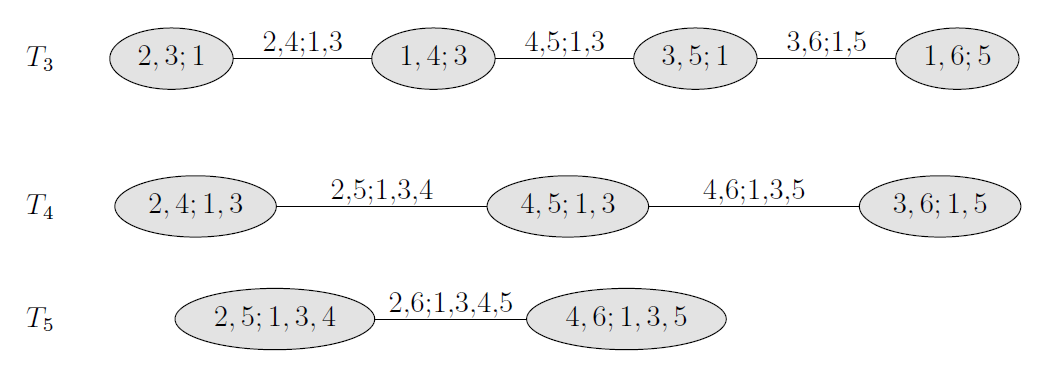 2,4;1,3 4,5;1,3 3,6;1,5
T₃ 2, 3; 1 1, 4; 3 3, 5; 1 1, 6; 5
2,5;1,3,4 4,6;1,3,5
T₄ 2, 4; 1, 3 4, 5; 1, 3 3, 6; 1, 5
2,6;1,3,4,5
T₅ 2, 5; 1, 3, 4 4, 6; 1, 3, 5